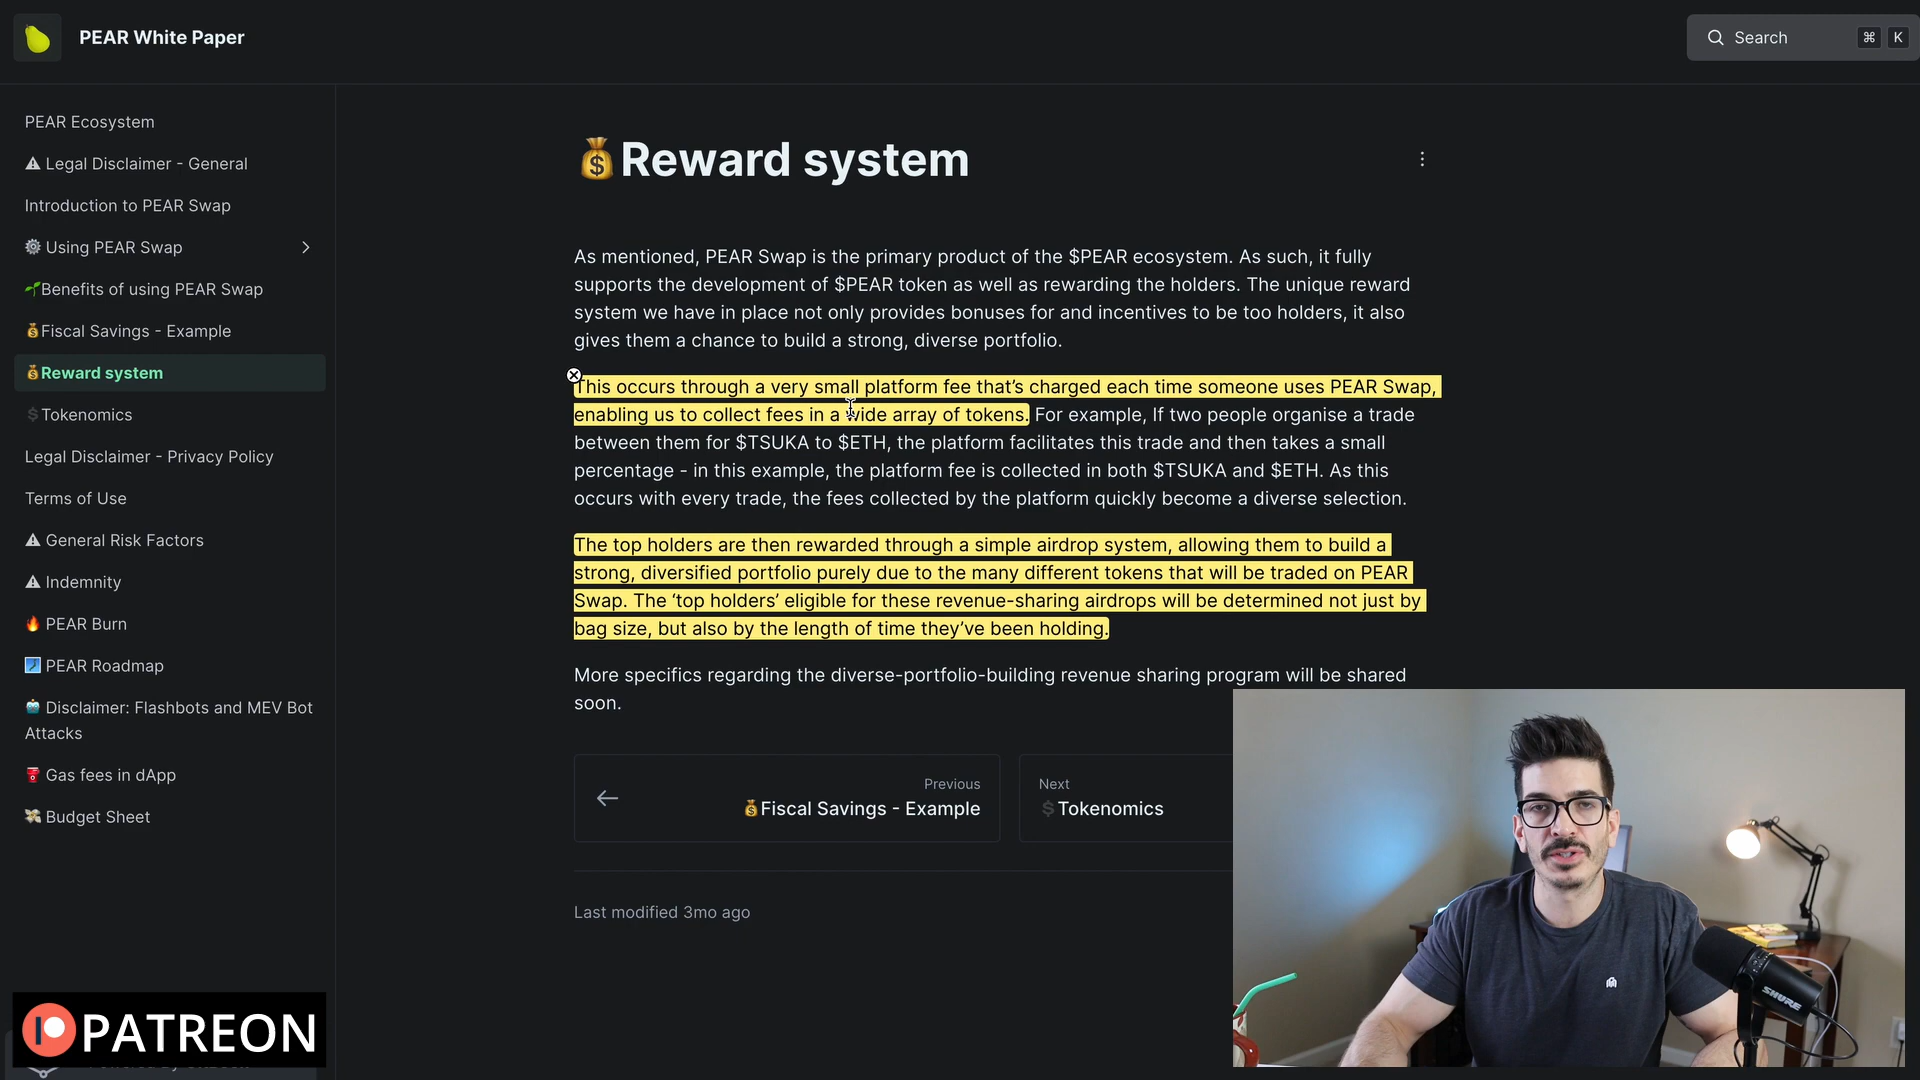 PEAR White Paper
Search
⌘ K
PEAR Ecosystem
Legal Disclaimer - General
Introduction to PEAR Swap
Using PEAR Swap
Benefits of using PEAR Swap
Fiscal Savings - Example
Reward system
$Tokenomics
Legal Disclaimer - Privacy Policy
Terms of Use
General Risk Factors
Indemnity
PEAR Burn
PEAR Roadmap
Disclaimer: Flashbots and MEV Bot
Attacks
Gas fees in dApp
Budget Sheet
PATREON
Reward system
As mentioned, PEAR Swap is the primary product of the $PEAR ecosystem. As such, it fully
supports the development of $PEAR token as well as rewarding the holders. The unique reward
system we have in place not only provides bonuses for and incentives to be too holders, it also
gives them a chance to build a strong, diverse portfolio.
This occurs through a very small platform fee that’s charged each time someone uses PEAR Swap,
enabling us to collect fees in a wide array of tokens. For example, If two people organise a trade
between them for $TSUKA to $ETH, the platform facilitates this trade and then takes a small
percentage - in this example, the platform fee is collected in both $TSUKA and $ETH. As this
occurs with every trade, the fees collected by the platform quickly become a diverse selection.
The top holders are then rewarded through a simple airdrop system, allowing them to build a
strong, diversified portfolio purely due to the many different tokens that will be traded on PEAR
Swap. The ‘top holders’ eligible for these revenue-sharing airdrops will be determined not just by
bag size, but also by the length of time they’ve been holding.
More specifics regarding the diverse-portfolio-building revenue sharing program will be shared
soon.
Previous
Fiscal Savings - Example
Next
$Tokenomics
Last modified 3mo ago
SHURE